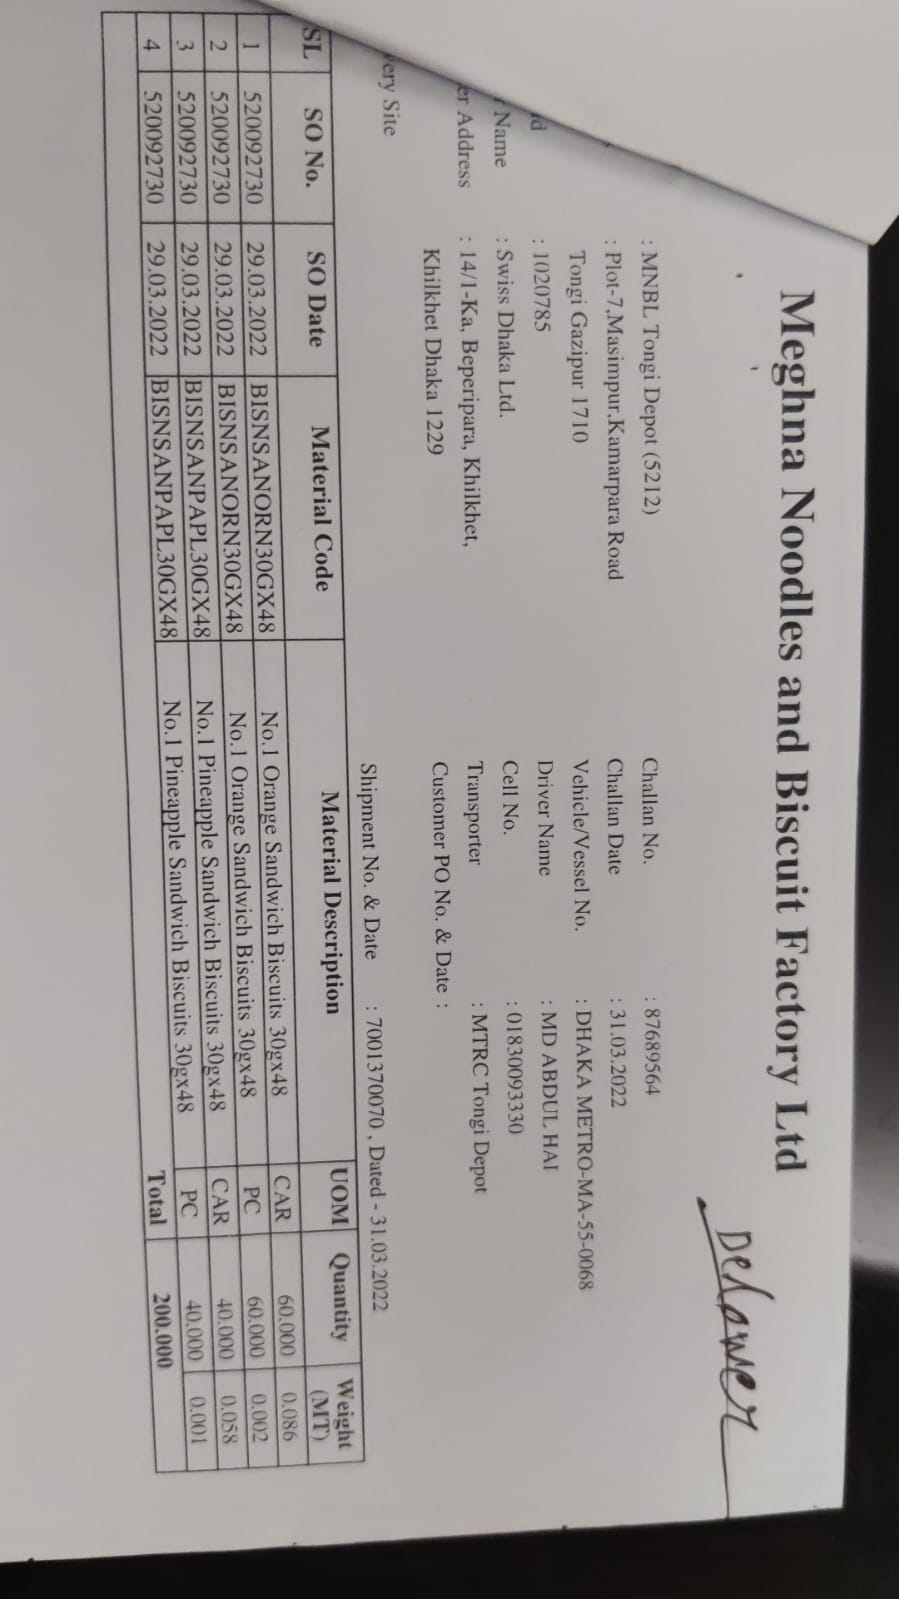 Meghna Noodles and Biscuit Factory Ltd
Delower
: MNBL Tongi Depot (5212)
: Plot-7,Masimpur,Kamarpara Road
Tongi Gazipur 1710
: 1020785
Name : Swiss Dhaka Ltd.
er Address : 14/1-Ka, Beperipara, Khilkhet,
Khilkhet Dhaka 1229
very Site
Challan No. : 87689564
Challan Date : 31.03.2022
Vehicle/Vessel No. : DHAKA METRO-MA-55-0068
Driver Name : MD ABDUL HAI
Cell No. : 01830093330
Transporter : MTRC Tongi Depot
Customer PO No. & Date :
Shipment No. & Date : 7001370070 , Dated - 31.03.2022
SL SO No. SO Date Material Code Material Description UOM Quantity Weight (MT)
1 520092730 29.03.2022 BISNSANORN30GX48 No.1 Orange Sandwich Biscuits 30gx48 CAR 60.000 0.086
2 520092730 29.03.2022 BISNSANORN30GX48 No.1 Orange Sandwich Biscuits 30gx48 PC 60.000 0.002
3 520092730 29.03.2022 BISNSANPAPL30GX48 No.1 Pineapple Sandwich Biscuits 30gx48 CAR 40.000 0.058
4 520092730 29.03.2022 BISNSANPAPL30GX48 No.1 Pineapple Sandwich Biscuits 30gx48 PC 40.000 0.001
Total 200.000